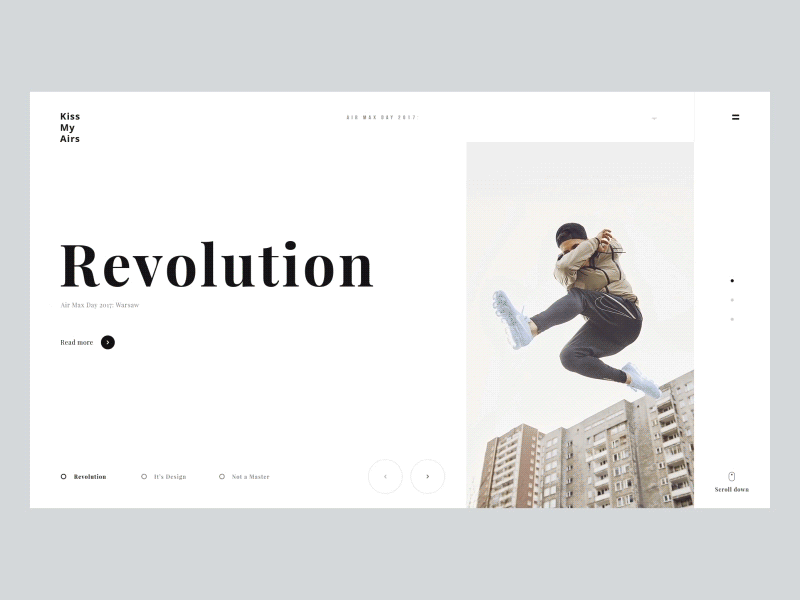 Kiss
My
Airs
AIR MAX DAY 2017:
Revolution
Air Max Day 2017: Warsaw
Read more
Revolution
It's Design
Not a Master
Scroll down